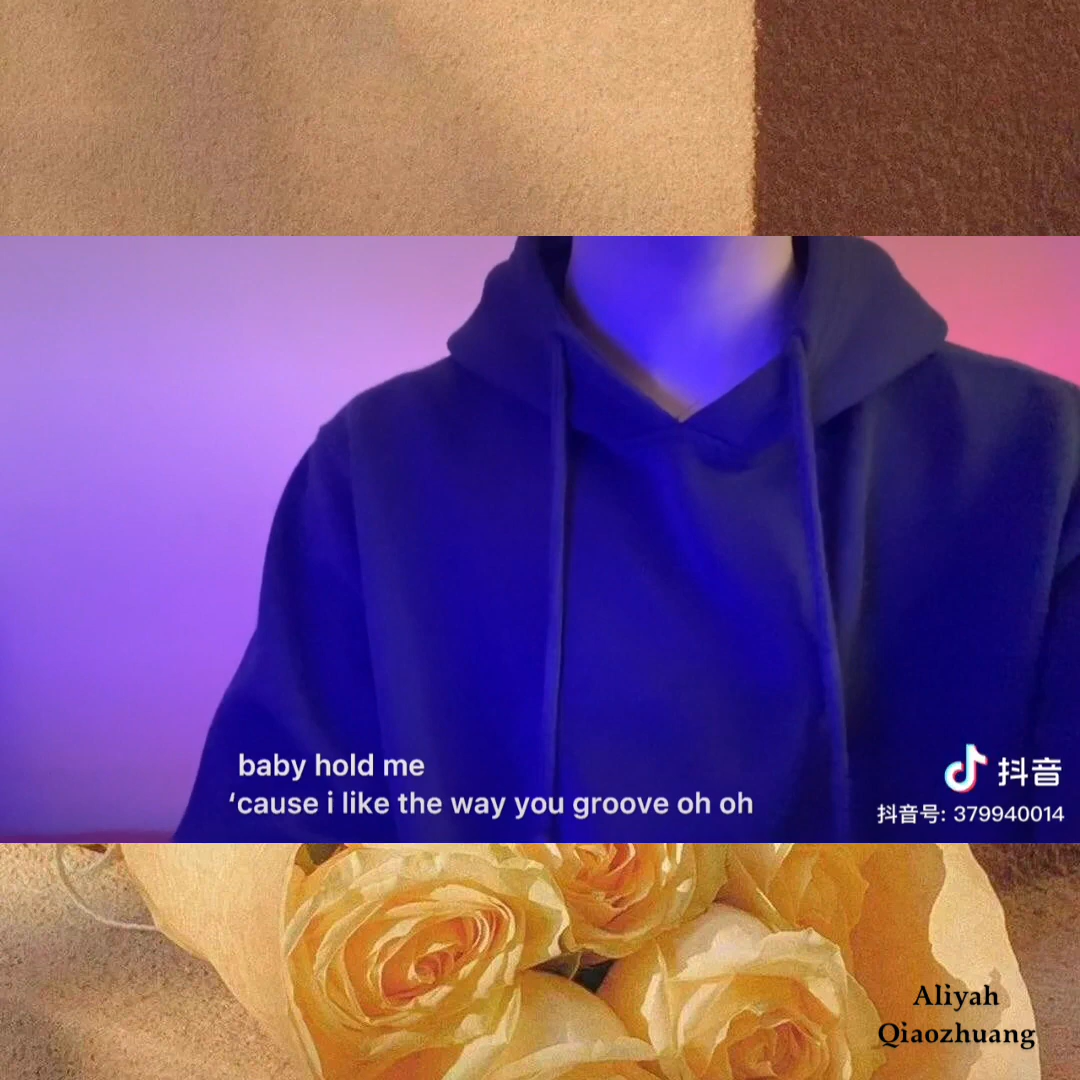 baby hold me
‘cause i like the way you groove oh oh
抖音
抖音号: 379940014
Aliyah
Qiaozhuang